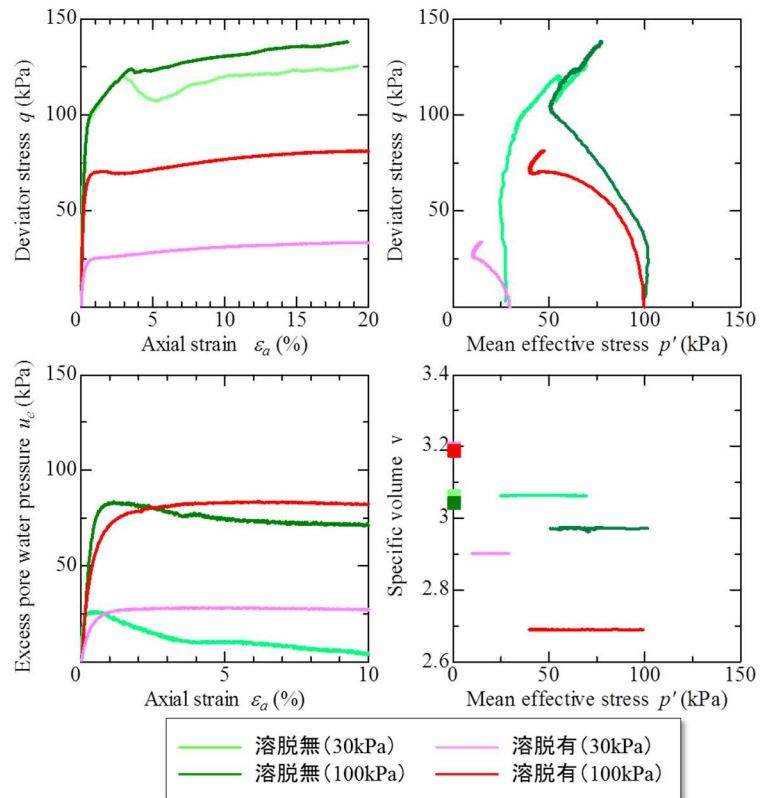 150
100
50
Deviator stress q (kPa)
0
5
10
15
20
Axial strain εa (%)
150
100
50
Deviator stress q (kPa)
0
50
100
150
Mean effective stress p′ (kPa)
150
100
50
Excess pore water pressure ue (kPa)
0
5
10
Axial strain εa (%)
3.4
3.2
3
2.8
2.6
Specific volume v
0
50
100
150
Mean effective stress p′ (kPa)
溶脱無(30kPa)
溶脱有(30kPa)
溶脱無(100kPa)
溶脱有(100kPa)